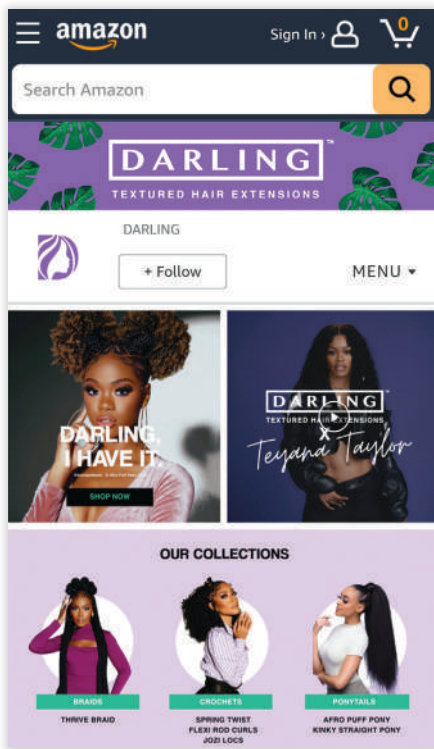 amazon
Sign In ›
0
Search Amazon
DARLING™
TEXTURED HAIR EXTENSIONS
DARLING
+ Follow
MENU
DARLING,
I HAVE IT.
SHOP NOW
DARLING™
TEXTURED HAIR EXTENSIONS
X
Teyana Taylor
OUR COLLECTIONS
BRAIDS
THRIVE BRAID
CROCHETS
SPRING TWIST
FLEXI ROD CURLS
JOZI LOCS
PONYTAILS
AFRO PUFF PONY
KINKY STRAIGHT PONY